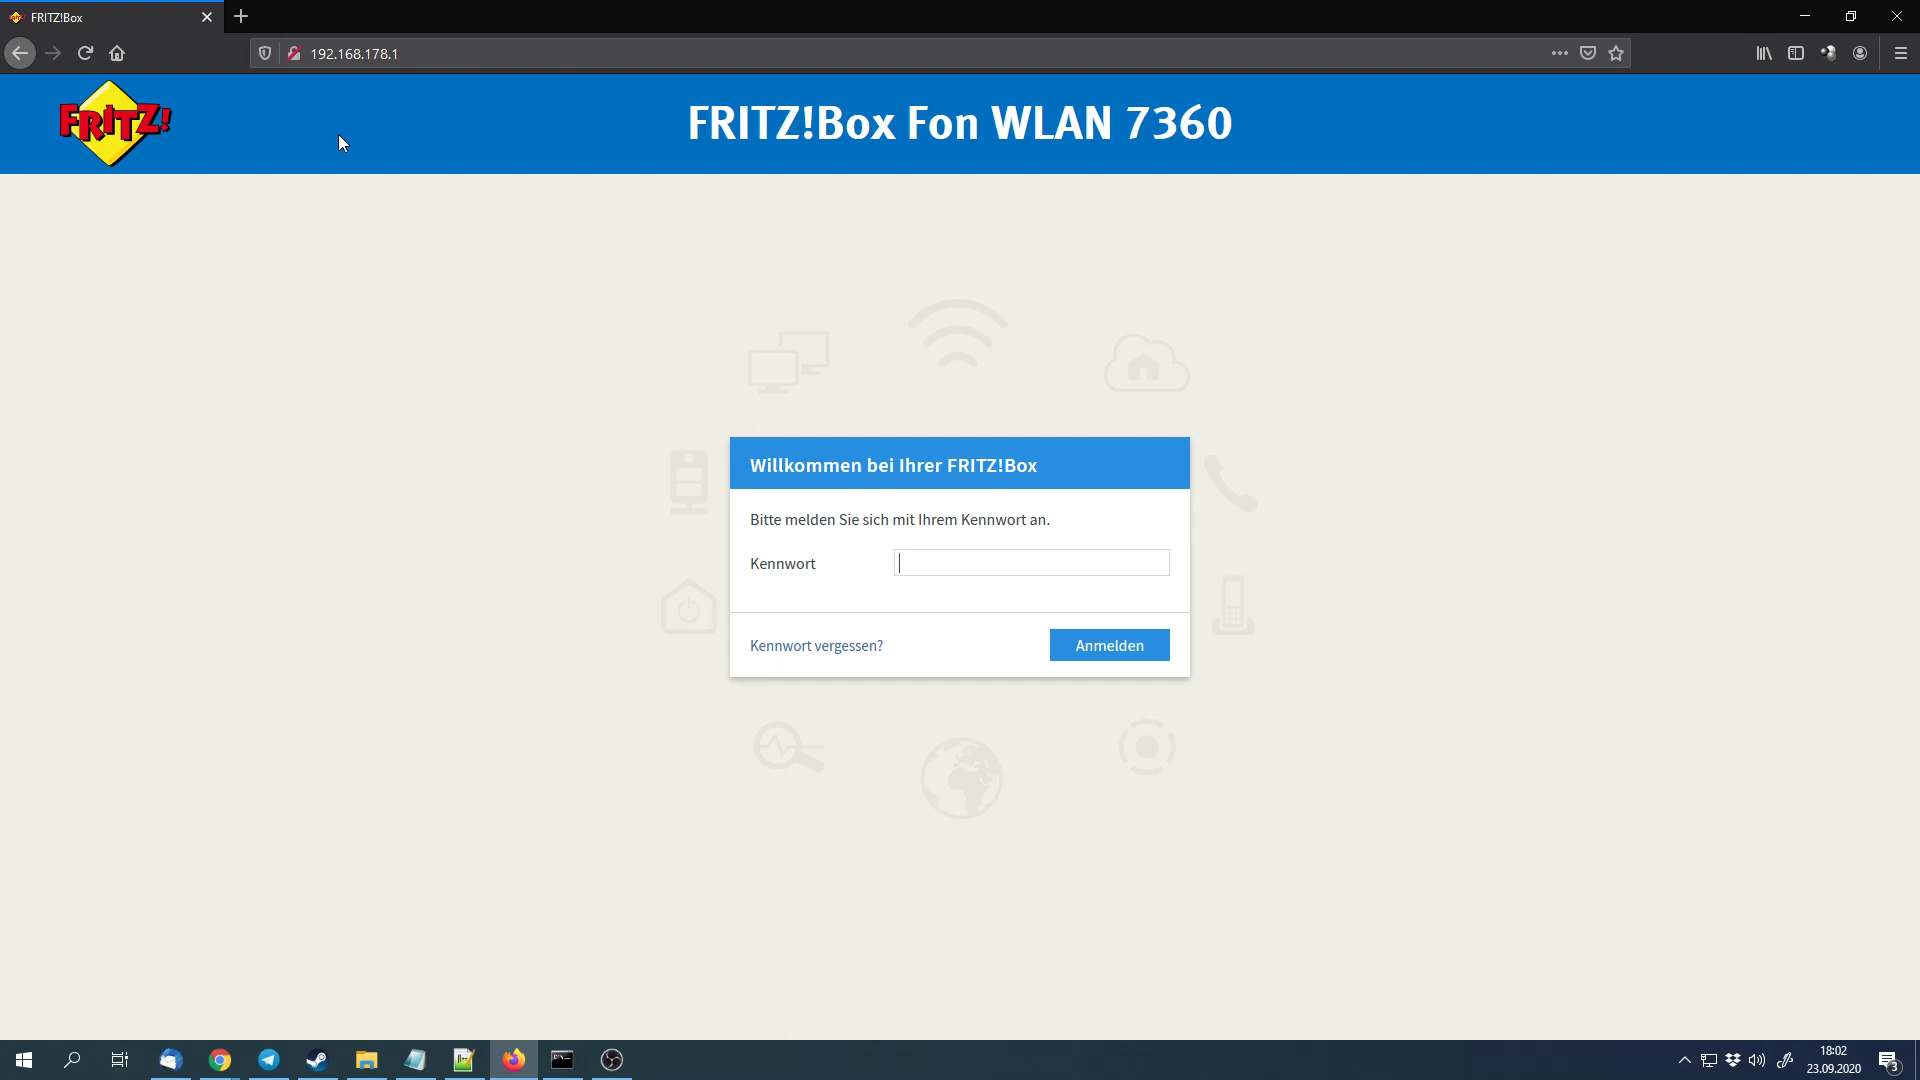 FRITZ!Box
192.168.178.1
FRITZ!
FRITZ!Box Fon WLAN 7360
Willkommen bei Ihrer FRITZ!Box
Bitte melden Sie sich mit Ihrem Kennwort an.
Kennwort
Kennwort vergessen?
Anmelden
18:02
23.09.2020
3